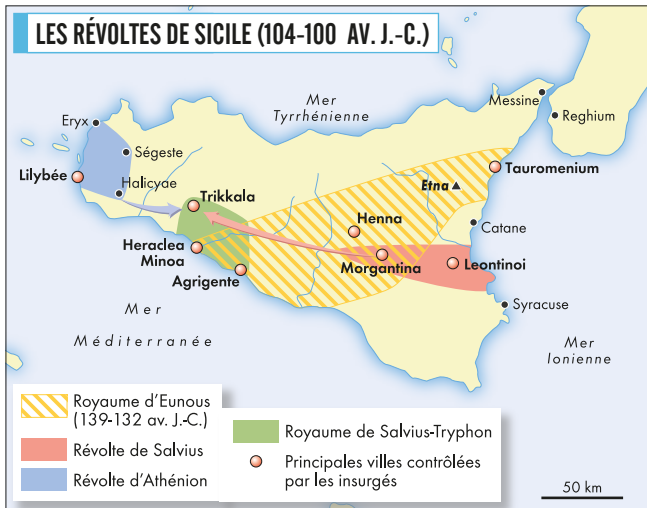 LES RÉVOLTES DE SICILE (104-100 AV. J.-C.)
Mer
Tyrrhénienne
Messine
Reghium
Eryx
Ségeste
Lilybée
Halicyae
Trikkala
Tauromenium
Etna
Henna
Catane
Heraclea
Minoa
Morgantina
Leontinoi
Agrigente
Syracuse
Mer
Méditerranée
Mer
Ionienne
Royaume d'Eunous
(139-132 av. J.-C.)
Révolte de Salvius
Révolte d'Athénion
Royaume de Salvius-Tryphon
Principales villes contrôlées
par les insurgés
50 km